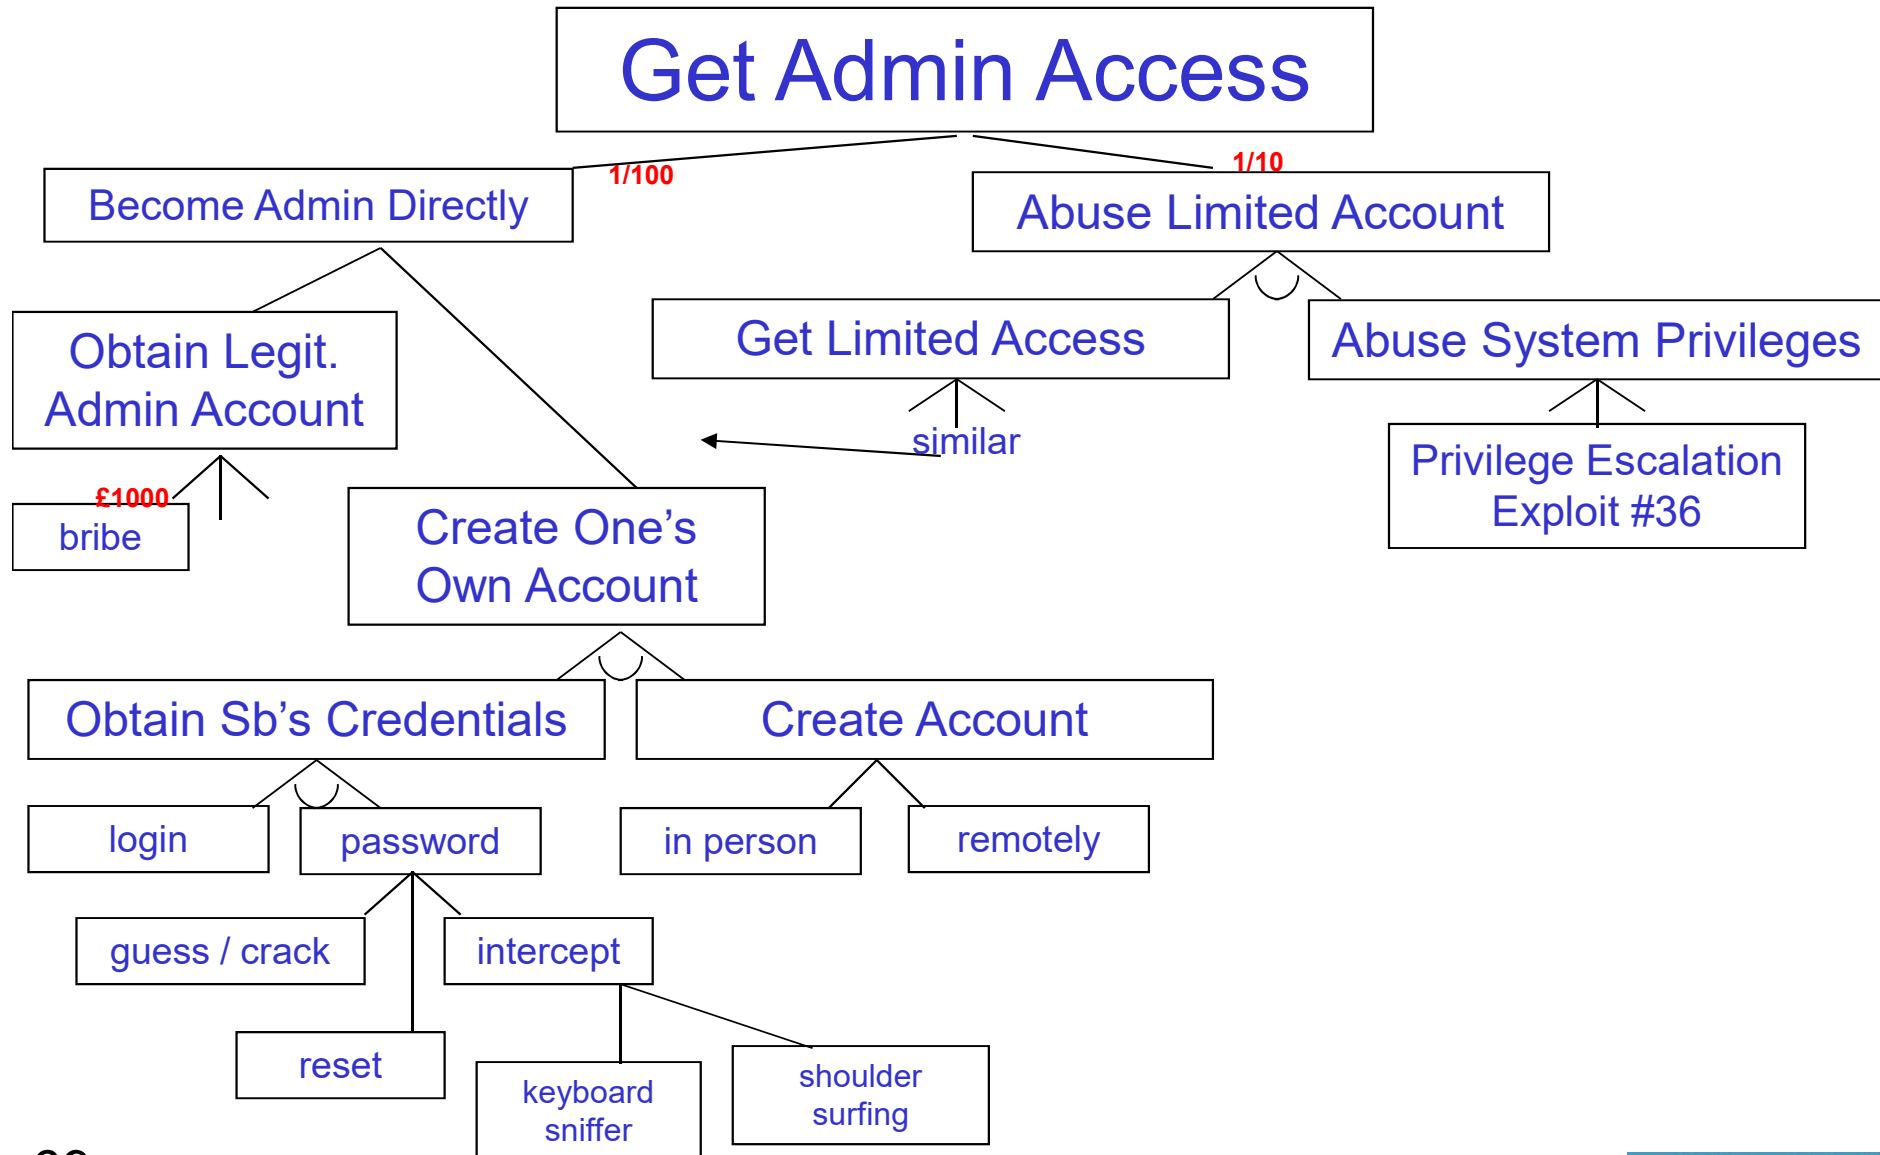 Get Admin Access
1/100
1/10
Become Admin Directly
Abuse Limited Account
Obtain Legit.
Admin Account
Get Limited Access
Abuse System Privileges
similar
Privilege Escalation
Exploit #36
£1000
bribe
Create One’s
Own Account
Obtain Sb’s Credentials
Create Account
login
password
in person
remotely
guess / crack
intercept
reset
keyboard
sniffer
shoulder
surfing